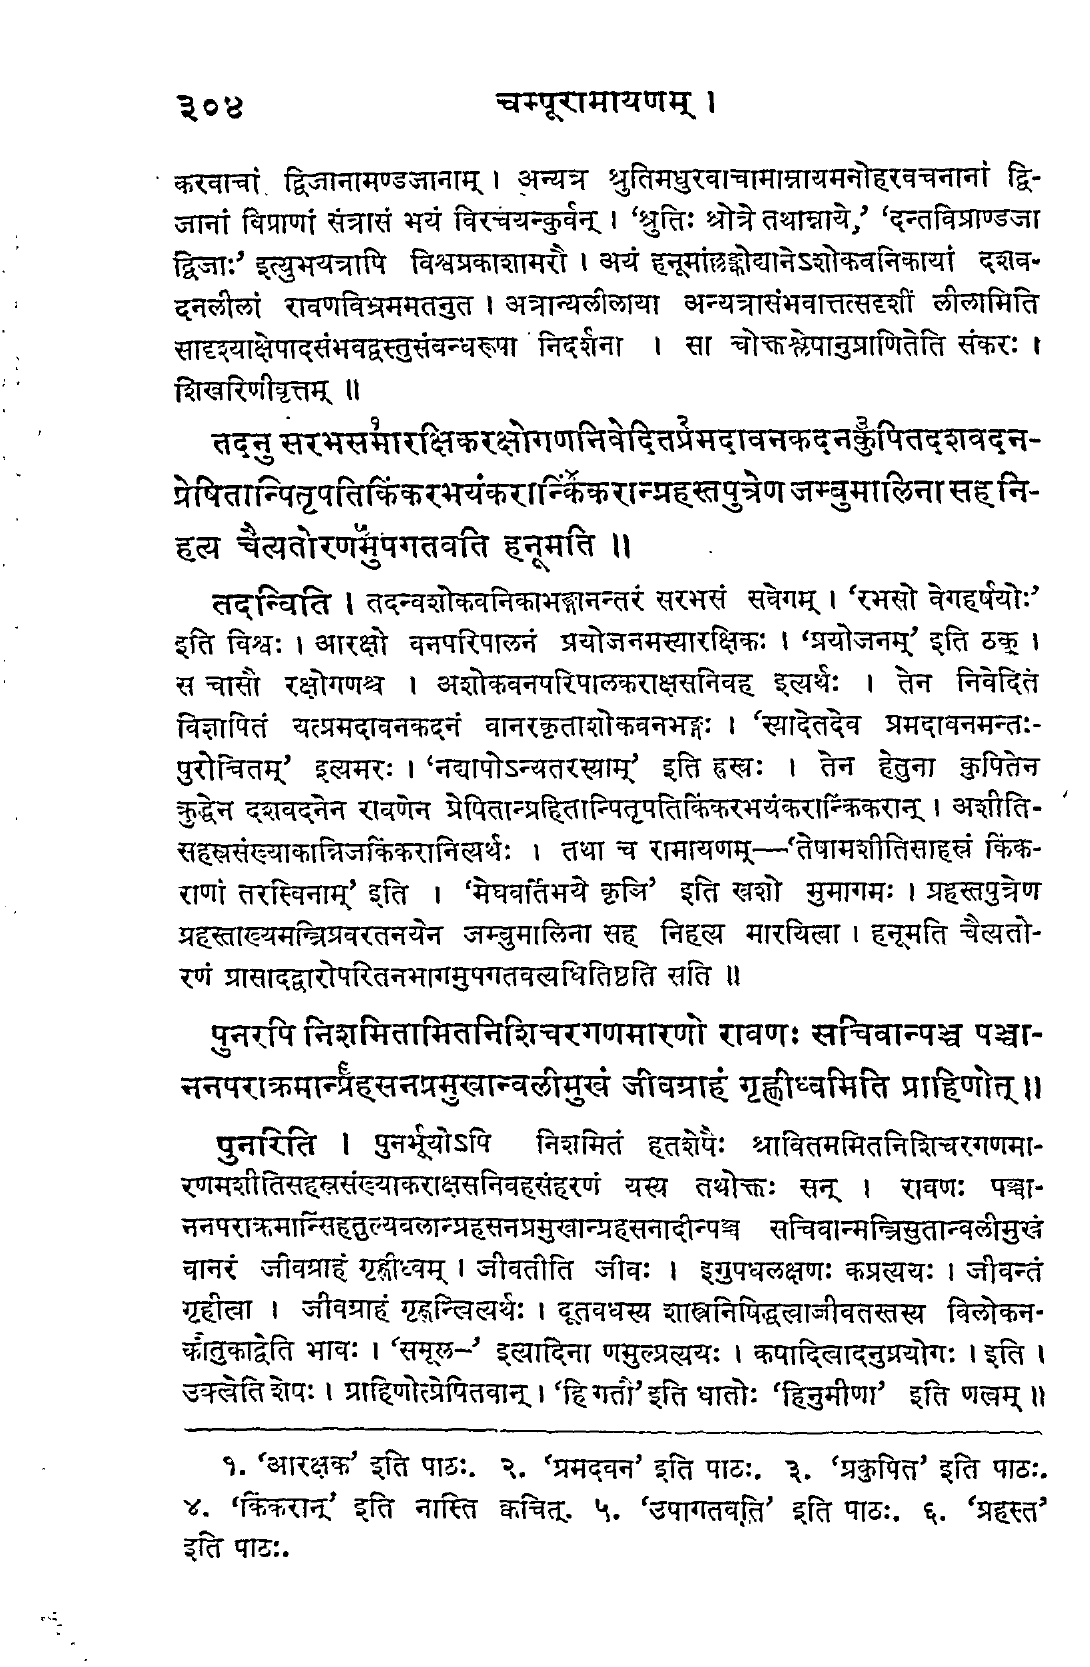 ३०४ चम्पूरामायणम् ।
करवाचां द्विजानामण्डजानाम् । अन्यत्र श्रुतिमधुरवाचामाम्नायमनोहरवचनानां द्वि-
जानां विप्राणां संत्रासं भयं विरचयन्कुर्वन् । ‘श्रुतिः श्रोत्रे तथाम्नाये,’ ‘दन्तविप्राण्डजा
द्विजाः’ इत्युभयत्रापि विश्वप्रकाशामरौ । अयं हनूमांल्लङ्कोद्यानेऽशोकवनिकायां दशव-
दनलीलां रावणविभ्रममतनुत । अत्रान्यलीलाया अन्यत्रासंभवात्तत्सदृशीं लीलामिति
सादृश्याक्षेपादसंभवद्वस्तुसंबन्धरूपा निदर्शना । सा चोक्तश्लेषानुप्राणितेति संकरः ।
शिखरिणीवृत्तम् ॥
तदनु सरभसमा१रक्षिकरक्षोगणनिवेदितप्र२मदावनकदनकु३पितदशवदन-
प्रेषितान्पितृपतिकिंकरभयंकरान्किं४करान्प्रहस्तपुत्रेण जम्बुमालिना सह नि-
हत्य चैत्यतोरणमु५पगतवति हनूमति ॥
तदन्विति । तदन्वशोकवनिकाभङ्गानन्तरं सरभसं सवेगम् । ‘रभसो वेगहर्षयोः’
इति विश्वः । आरक्षो वनपरिपालनं प्रयोजनमस्यारक्षिकः । ‘प्रयोजनम्’ इति ठक् ।
स चासौ रक्षोगणश्च । अशोकवनपरिपालकराक्षसनिवह इत्यर्थः । तेन निवेदितं
विज्ञापितं यत्प्रमदावनकदनं वानरकृताशोकवनभङ्गः । ‘स्यादेतदेव प्रमदावनमन्तः-
पुरोचितम्’ इत्यमरः । ‘नद्यापोऽन्यतरस्याम्’ इति ह्रस्वः । तेन हेतुना कुपितेन
क्रुद्धेन दशवदनेन रावणेन प्रेषितान्प्रहितान्पितृपतिकिंकरभयंकरान्किंकरान् । अशीति-
सहस्रसंख्याकान्निजकिंकरानित्यर्थः । तथा च रामायणम्—‘तेषामशीतिसाहस्रं किंक-
राणां तरस्विनाम्’ इति । ‘मेघर्वार्तिभये कृञि’ इति खशो मुमागमः । प्रहस्तपुत्रेण
प्रहस्ताख्यमन्त्रिप्रवरतनयेन जम्बुमालिना सह निहत्य मारयित्वा । हनूमति चैत्यतो-
रणं प्रासादद्वारोपरितनभागमुपगतवत्यधितिष्ठति सति ॥
पुनरपि निशमितामितनिशिचरगणमारणो रावणः सचिवान्पञ्च पञ्चा-
ननपराक्रमान्प्र६हसनप्रमुखान्वलीमुखं जीवग्राहं गृह्णीध्वमिति प्राहिणोत् ॥
पुनरिति । पुनर्भूयोऽपि निशमितं हतशेषैः श्रावितममितनिशिचरगणमा-
रणमशीतिसहस्रसंख्याकराक्षसनिवहसंहरणं यस्य तथोक्तः सन् । रावणः पञ्चा-
ननपराक्रमान्सिंहतुल्यबलान्प्रहसनप्रमुखान्प्रहसनादीन्पञ्च सचिवान्मन्त्रिसुतान्वलीमुखं
वानरं जीवग्राहं गृह्णीध्वम् । जीवतीति जीवः । इगुपधलक्षणः कप्रत्ययः । जीवन्तं
गृहीत्वा । जीवग्राहं गृह्णन्त्वित्यर्थः । दूतवधस्य शास्त्रनिषिद्धत्वाज्जीवतस्तस्य विलोकन-
कौतुकाद्वेति भावः । ‘समूल–’ इत्यादिना णमुल्प्रत्ययः । कषादित्वादनुप्रयोगः । इति ।
उक्त्वेति शेषः । प्राहिणोत्प्रेषितवान् । ‘हि गतौ’ इति धातोः ‘हिनुमीना’ इति णत्वम् ॥
१. ‘आरक्षक’ इति पाठः. २. ‘प्रमदवन’ इति पाठः. ३. ‘प्रकुपित’ इति पाठः.
४. ‘किंकरान्’ इति नास्ति क्वचित्. ५. ‘उपागतवति’ इति पाठः. ६. ‘प्रहस्त’
इति पाठः.